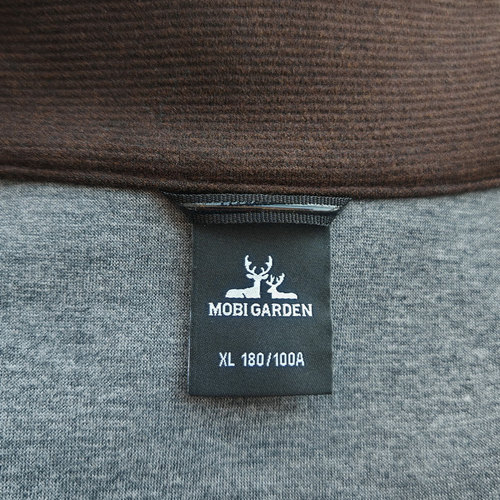 MOBI GARDEN
XL 180/100A